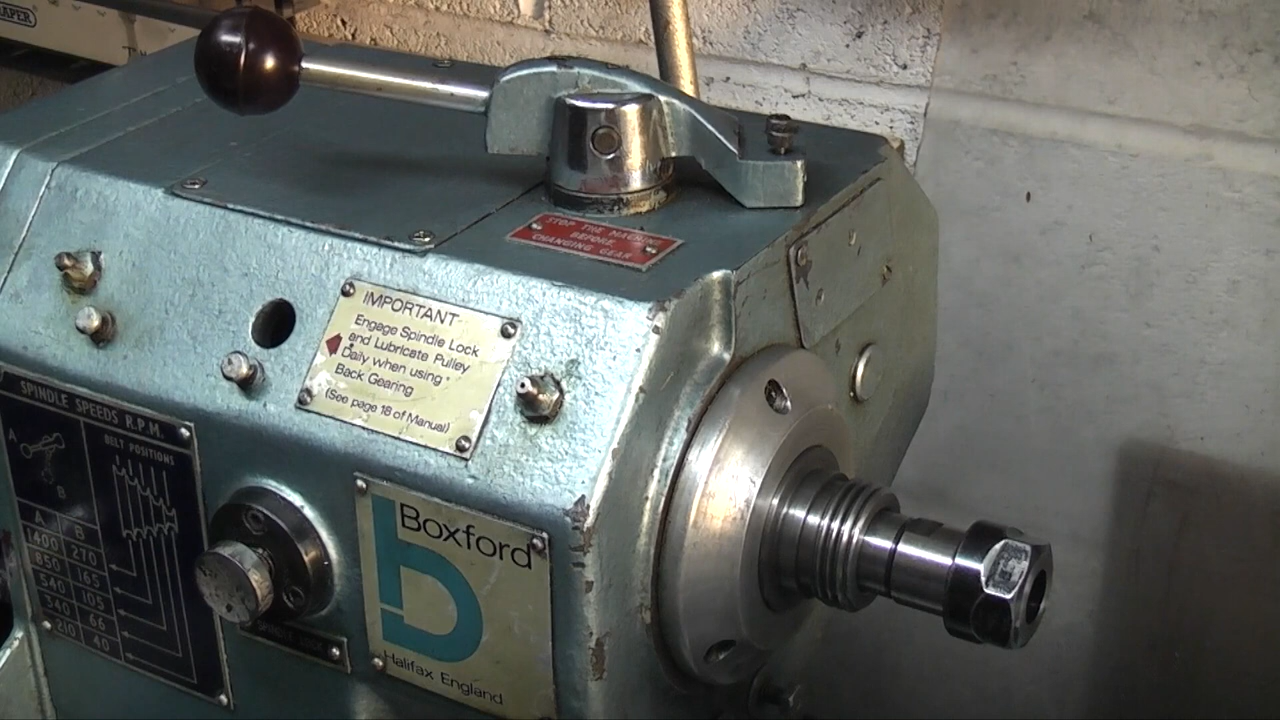 STOP THE MACHINE
BEFORE
CHANGING GEAR
IMPORTANT
Engage Spindle Lock
and Lubricate Pulley
Daily when using
Back Gearing
(See page 18 of Manual)
SPINDLE SPEEDS R.P.M.
BELT POSITIONS
A
B
A B
1400 270
850 165
540 105
340 66
210 40
b
Boxford
Halifax England